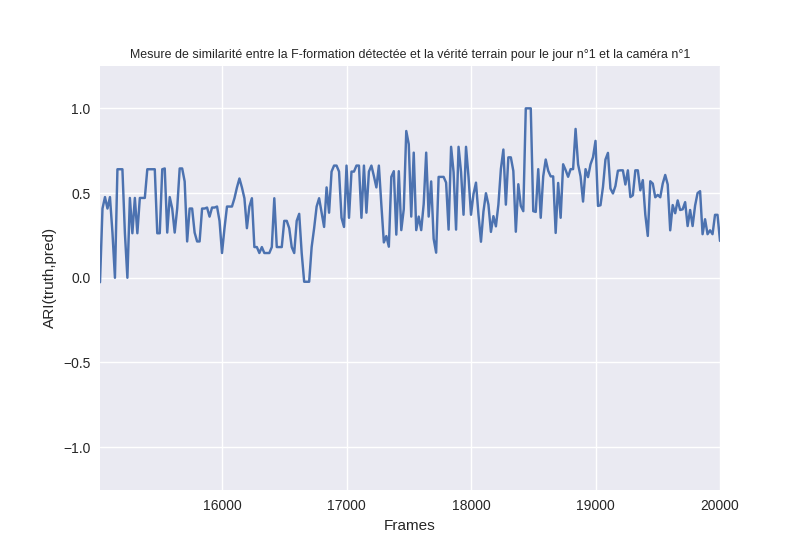 Mesure de similarité entre la F-formation détectée et la vérité terrain pour le jour n°1 et la caméra n°1
1.0
0.5
0.0
−0.5
−1.0
ARI(truth,pred)
16000 17000 18000 19000 20000
Frames